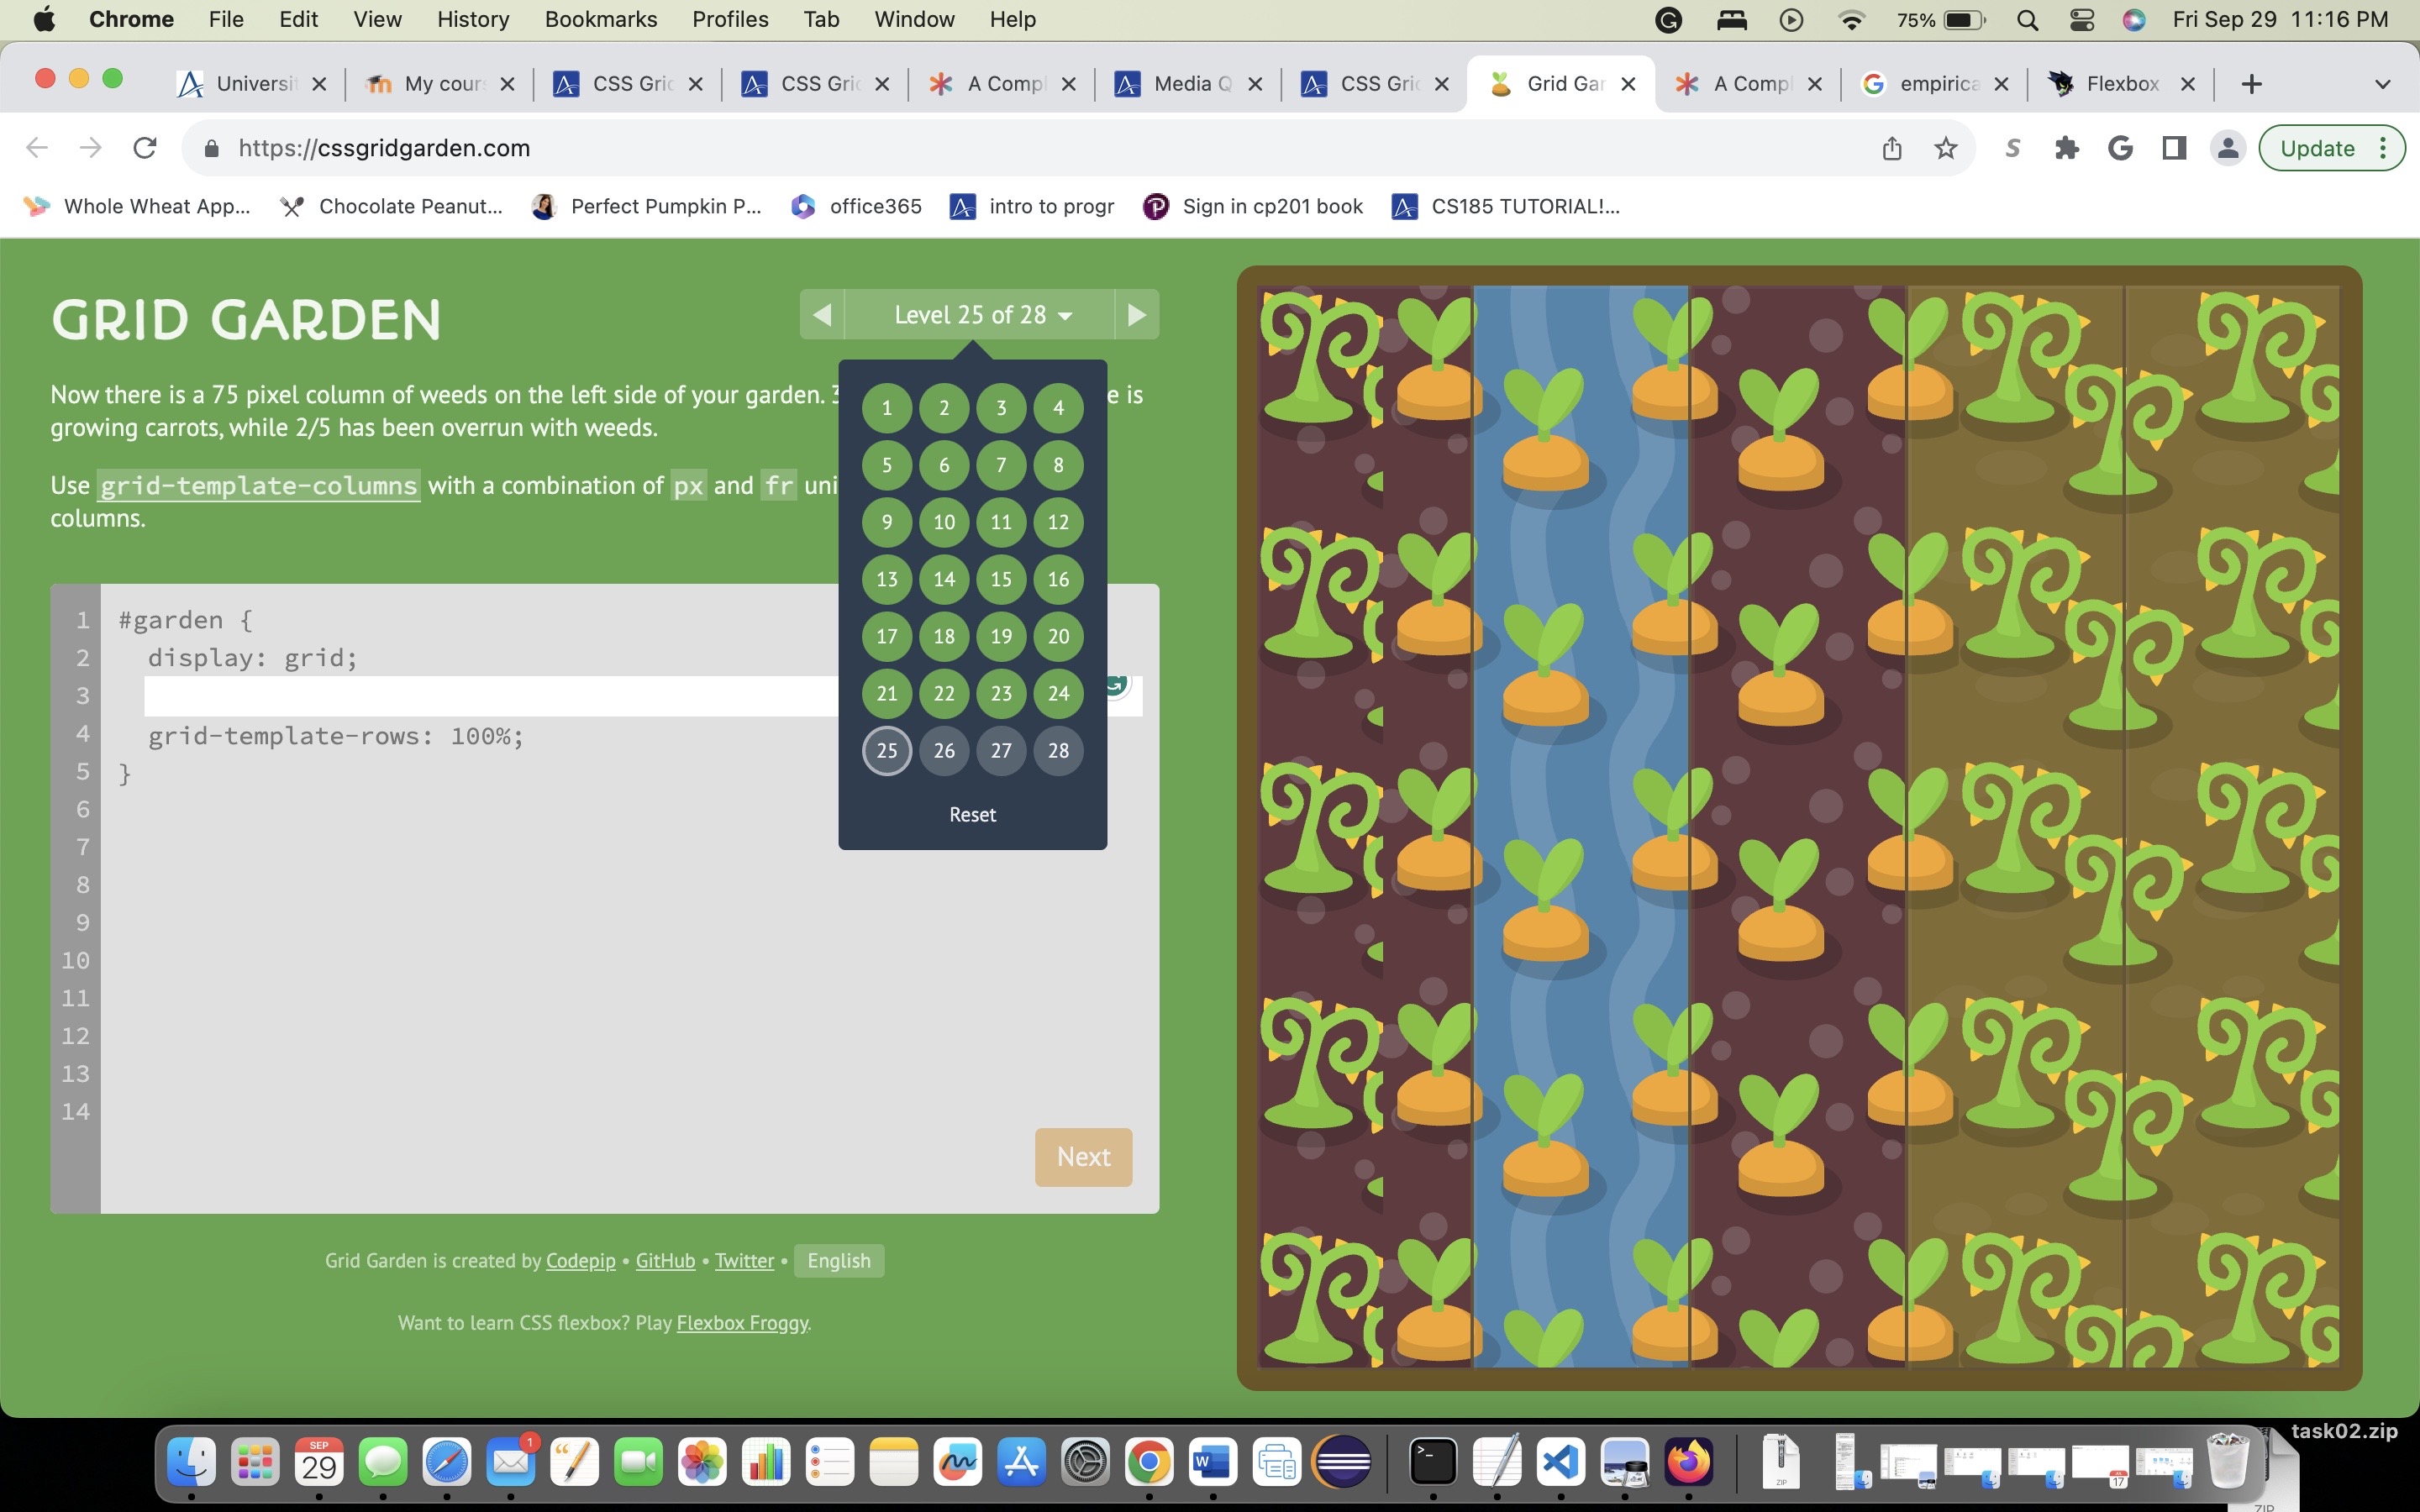 Chrome File Edit View History Bookmarks Profiles Tab Window Help 75% Fri Sep 29 11:16 PM
Universit My cour CSS Gric CSS Gric A Compl Media Q CSS Gric Grid Gar A Compl empirica Flexbox
https://cssgridgarden.com Update
Whole Wheat App... Chocolate Peanut... Perfect Pumpkin P... office365 intro to progr Sign in cp201 book CS185 TUTORIAL!...
GRID GARDEN
Level 25 of 28
Now there is a 75 pixel column of weeds on the left side of your garden. 3 e is
growing carrots, while 2/5 has been overrun with weeds.
Use grid-template-columns with a combination of px and fr uni
columns.
1 2 3 4
5 6 7 8
9 10 11 12
13 14 15 16
17 18 19 20
21 22 23 24
25 26 27 28
Reset
1 #garden {
2 display: grid;
3
4 grid-template-rows: 100%;
5 }
6
7
8
9
10
11
12
13
14
Next
Grid Garden is created by Codepip • GitHub • Twitter • English
Want to learn CSS flexbox? Play Flexbox Froggy.
task02.zip
SEP
29
1
W
ZIP
17
ZIP